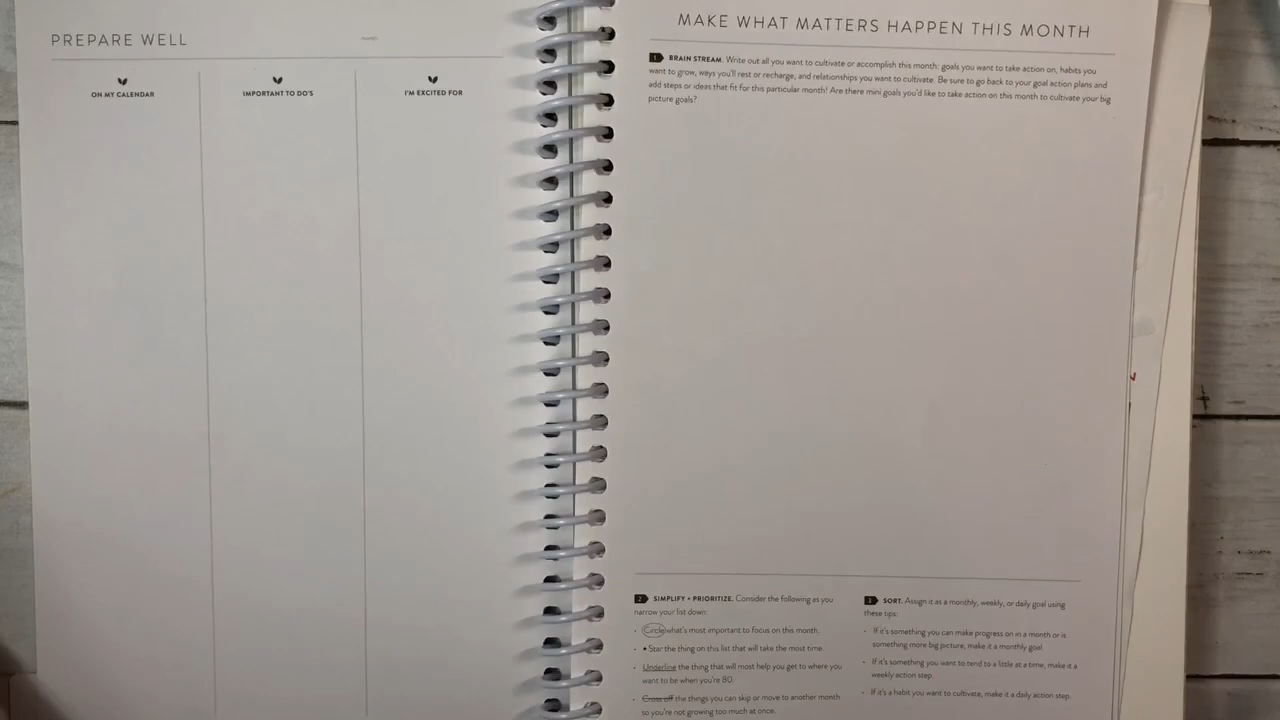 PREPARE WELL
ON MY CALENDAR
IMPORTANT TO DO'S
I'M EXCITED FOR
MAKE WHAT MATTERS HAPPEN THIS MONTH
1 BRAIN STREAM. Write out all you want to cultivate or accomplish this month: goals you want to take action on, habits you
want to grow, ways you'll rest or recharge, and relationships you want to cultivate. Be sure to go back to your goal action plans and
add steps or ideas that fit for this particular month! Are there mini goals you'd like to take action on this month to cultivate your big
picture goals?
2 SIMPLIFY + PRIORITIZE. Consider the following as you
narrow your list down:
• Circle what's most important to focus on this month.
• ★ Star the thing on this list that will take the most time.
• Underline the thing that will most help you get to where you
want to be when you're 80.
• Cross off the things you can skip or move to another month
so you're not growing too much at once.
3 SORT. Assign it as a monthly, weekly, or daily goal using
these tips:
• If it's something you can make progress on in a month or is
something more big picture, make it a monthly goal.
• If it's something you want to tend to a little at a time, make it a
weekly action step.
• If it's a habit you want to cultivate, make it a daily action step.